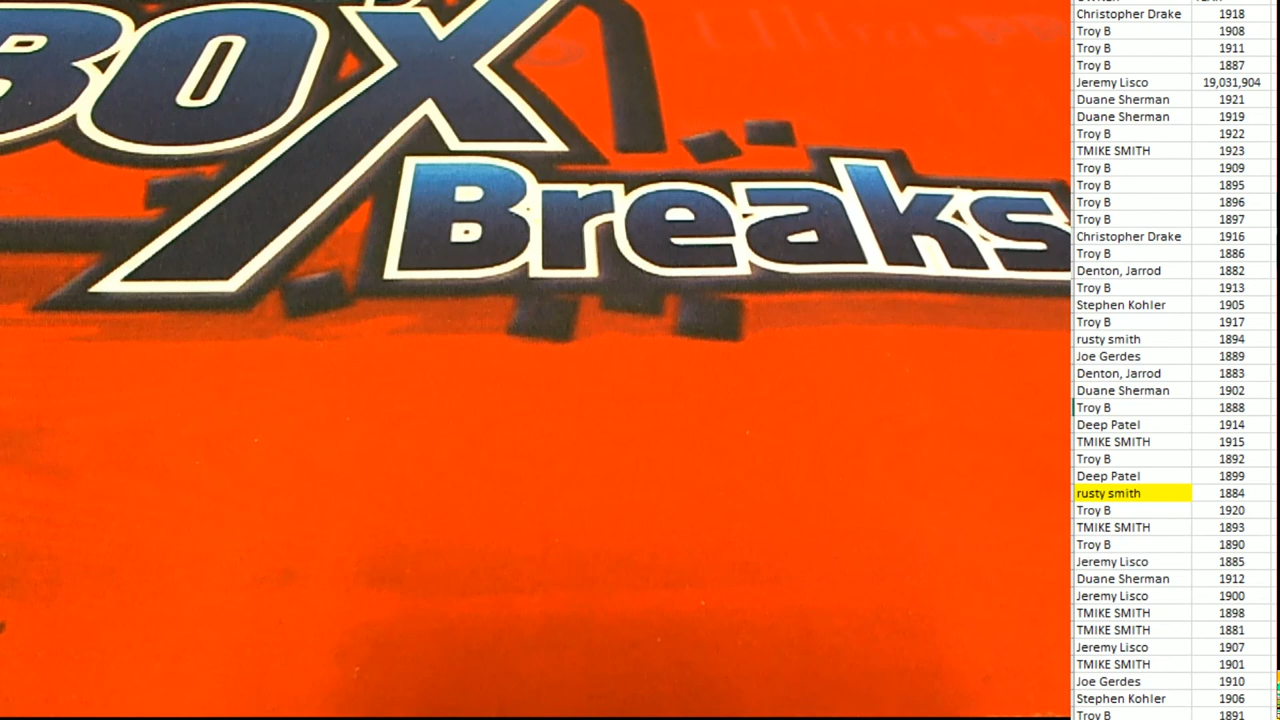 BOX
Breaks
Christopher Drake 1918
Troy B 1908
Troy B 1911
Troy B 1887
Jeremy Lisco 19,031,904
Duane Sherman 1921
Duane Sherman 1919
Troy B 1922
TMIKE SMITH 1923
Troy B 1909
Troy B 1895
Troy B 1896
Troy B 1897
Christopher Drake 1916
Troy B 1886
Denton, Jarrod 1882
Troy B 1913
Stephen Kohler 1905
Troy B 1917
rusty smith 1894
Joe Gerdes 1889
Denton, Jarrod 1883
Duane Sherman 1902
Troy B 1888
Deep Patel 1914
TMIKE SMITH 1915
Troy B 1892
Deep Patel 1899
rusty smith 1884
Troy B 1920
TMIKE SMITH 1893
Troy B 1890
Jeremy Lisco 1885
Duane Sherman 1912
Jeremy Lisco 1900
TMIKE SMITH 1898
TMIKE SMITH 1881
Jeremy Lisco 1907
TMIKE SMITH 1901
Joe Gerdes 1910
Stephen Kohler 1906
Troy B 1891